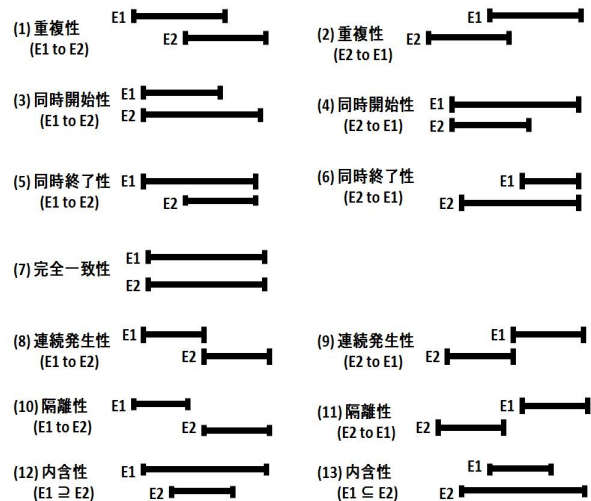 (1) 重複性
(E1 to E2)
E1
E2
(2) 重複性
(E2 to E1)
E1
E2
(3) 同時開始性
(E1 to E2)
E1
E2
(4) 同時開始性
(E2 to E1)
E1
E2
(5) 同時終了性
(E1 to E2)
E1
E2
(6) 同時終了性
(E2 to E1)
E1
E2
(7) 完全一致性
E1
E2
(8) 連続発生性
(E1 to E2)
E1
E2
(9) 連続発生性
(E2 to E1)
E1
E2
(10) 隔離性
(E1 to E2)
E1
E2
(11) 隔離性
(E2 to E1)
E1
E2
(12) 内含性
(E1 ⊇ E2)
E1
E2
(13) 内含性
(E1 ⊆ E2)
E1
E2